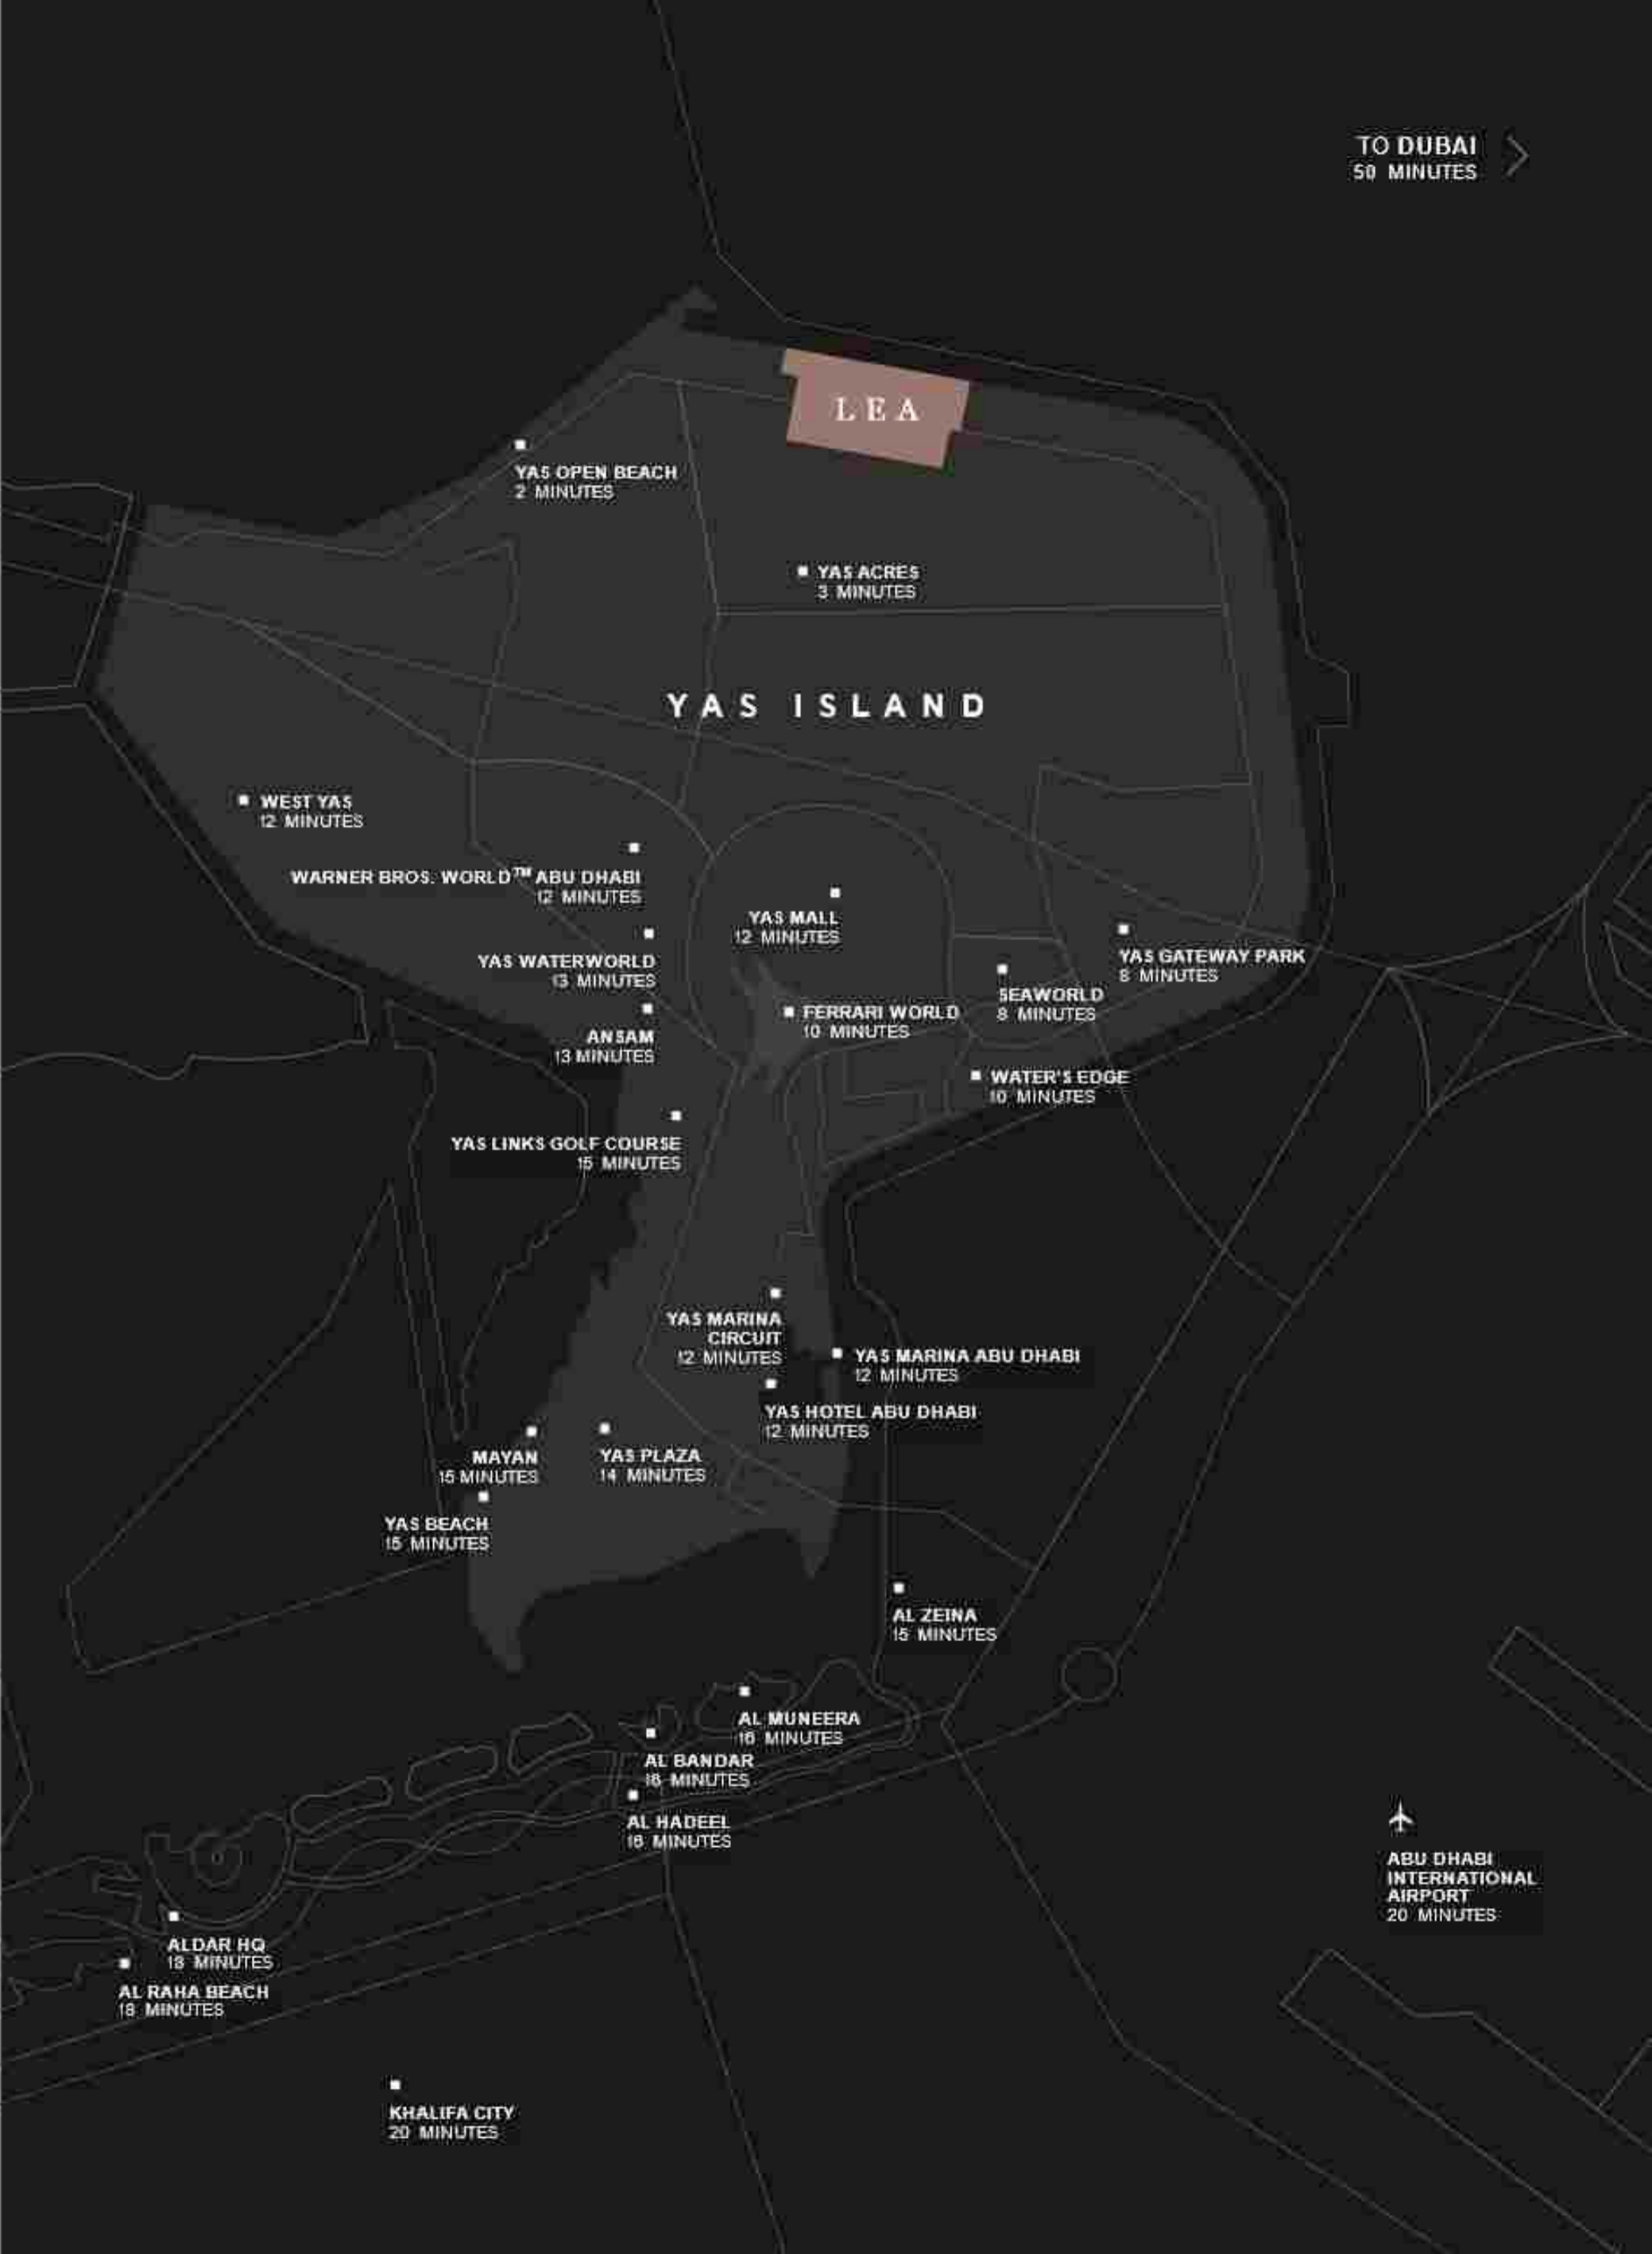 TO DUBAI
50 MINUTES
LEA
YAS OPEN BEACH
2 MINUTES
YAS ACRES
3 MINUTES
YAS ISLAND
WEST YAS
12 MINUTES
WARNER BROS. WORLD™ ABU DHABI
12 MINUTES
YAS MALL
12 MINUTES
YAS WATERWORLD
13 MINUTES
YAS GATEWAY PARK
8 MINUTES
SEAWORLD
8 MINUTES
FERRARI WORLD
10 MINUTES
ANSAM
13 MINUTES
WATER'S EDGE
10 MINUTES
YAS LINKS GOLF COURSE
15 MINUTES
YAS MARINA
CIRCUIT
12 MINUTES
YAS MARINA ABU DHABI
12 MINUTES
YAS HOTEL ABU DHABI
12 MINUTES
MAYAN
15 MINUTES
YAS PLAZA
14 MINUTES
YAS BEACH
15 MINUTES
AL ZEINA
15 MINUTES
AL MUNEERA
16 MINUTES
AL BANDAR
16 MINUTES
AL HADEEL
16 MINUTES
ABU DHABI
INTERNATIONAL
AIRPORT
20 MINUTES
ALDAR HQ
18 MINUTES
AL RAHA BEACH
18 MINUTES
KHALIFA CITY
20 MINUTES